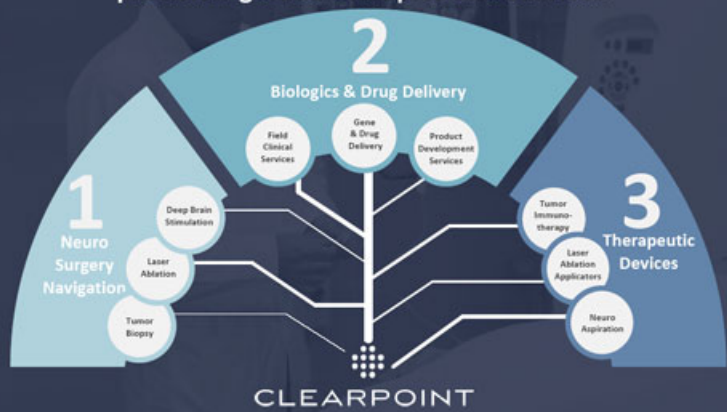 1
Neuro
Surgery
Navigation
Deep Brain
Stimulation
Laser
Ablation
Tumor
Biopsy
2
Biologics & Drug Delivery
Field
Clinical
Services
Gene
& Drug
Delivery
Product
Development
Services
3
Therapeutic
Devices
Tumor
Immuno-
therapy
Laser
Ablation
Applicators
Neuro
Aspiration
CLEARPOINT